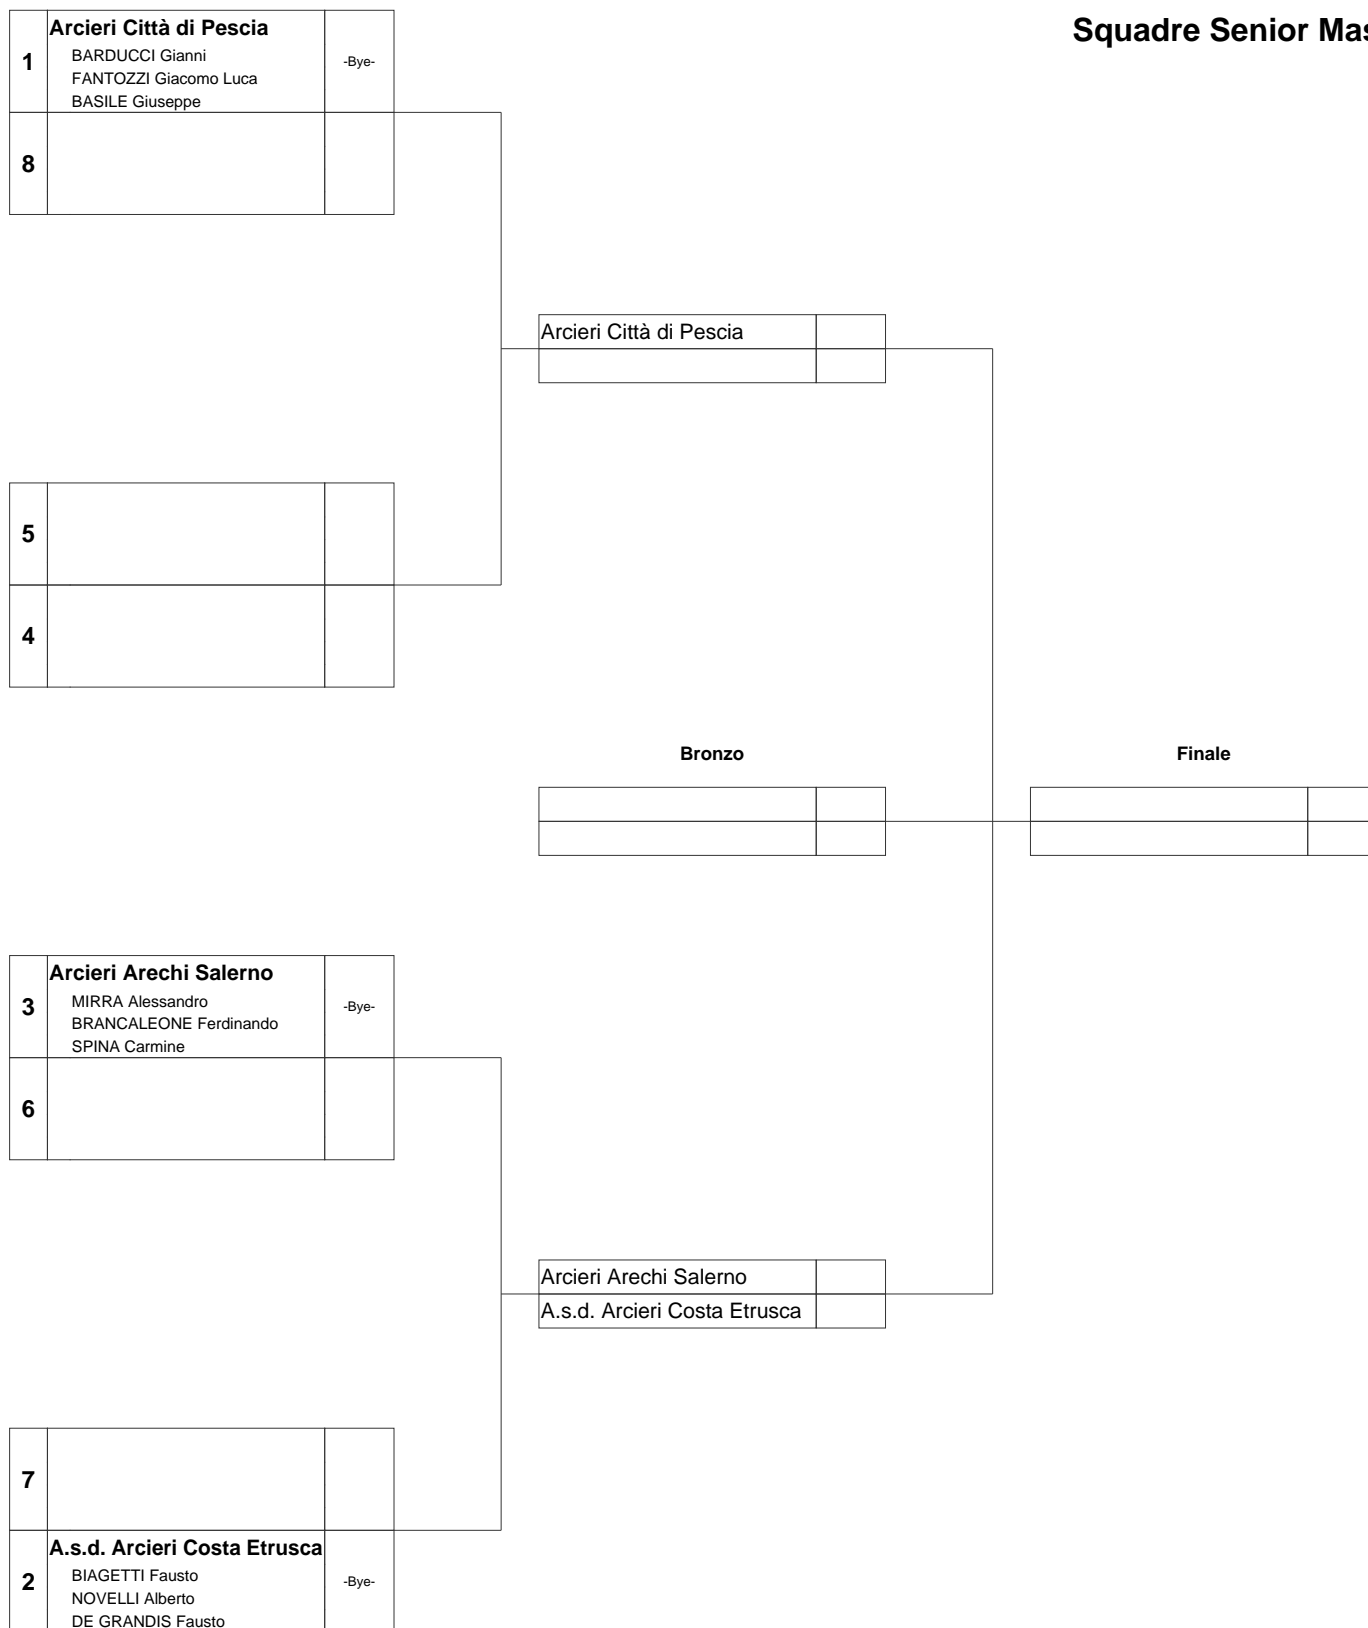 Squadre Senior Mas
Arcieri Città di Pescia
1
BARDUCCI Gianni
-Bye-
FANTOZZI Giacomo Luca
BASILE Giuseppe
8
Arcieri Città di Pescia
5
4
Bronzo
Finale
Arcieri Arechi Salerno
3
MIRRA Alessandro
-Bye-
BRANCALEONE Ferdinando
SPINA Carmine
6
Arcieri Arechi Salerno
A.s.d. Arcieri Costa Etrusca
7
A.s.d. Arcieri Costa Etrusca
2
BIAGETTI Fausto
-Bye-
NOVELLI Alberto
DE GRANDIS Fausto